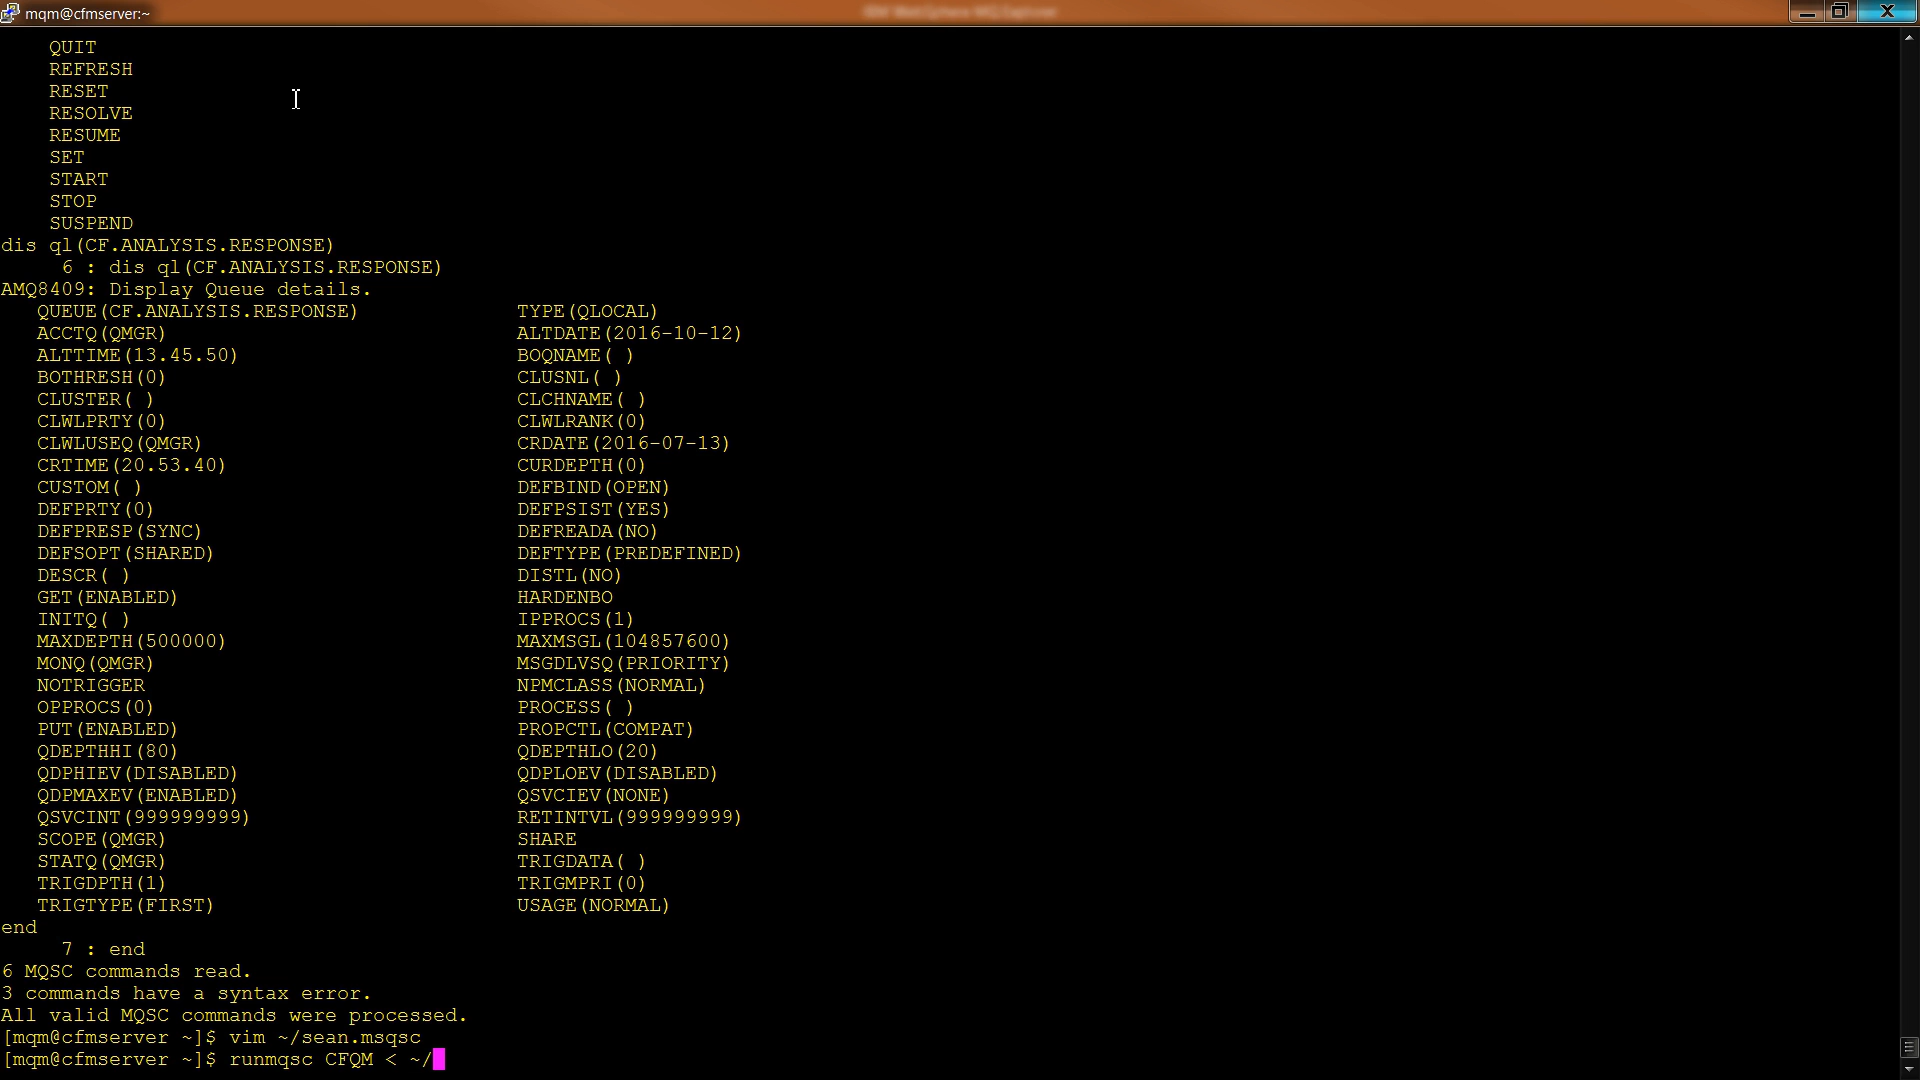 mqm@cfmserver:~
IBM WebSphere MQ Explorer
QUIT
REFRESH
RESET
RESOLVE
RESUME
SET
START
STOP
SUSPEND
dis ql(CF.ANALYSIS.RESPONSE)
6 : dis ql(CF.ANALYSIS.RESPONSE)
AMQ8409: Display Queue details.
QUEUE(CF.ANALYSIS.RESPONSE) TYPE(QLOCAL)
ACCTQ(QMGR) ALTDATE(2016-10-12)
ALTTIME(13.45.50) BOQNAME( )
BOTHRESH(0) CLUSNL( )
CLUSTER( ) CLCHNAME( )
CLWLPRTY(0) CLWLRANK(0)
CLWLUSEQ(QMGR) CRDATE(2016-07-13)
CRTIME(20.53.40) CURDEPTH(0)
CUSTOM( ) DEFBIND(OPEN)
DEFPRTY(0) DEFPSIST(YES)
DEFPRESP(SYNC) DEFREADA(NO)
DEFSOPT(SHARED) DEFTYPE(PREDEFINED)
DESCR( ) DISTL(NO)
GET(ENABLED) HARDENBO
INITQ( ) IPPROCS(1)
MAXDEPTH(500000) MAXMSGL(104857600)
MONQ(QMGR) MSGDLVSQ(PRIORITY)
NOTRIGGER NPMCLASS(NORMAL)
OPPROCS(0) PROCESS( )
PUT(ENABLED) PROPCTL(COMPAT)
QDEPTHHI(80) QDEPTHLO(20)
QDPHIEV(DISABLED) QDPLOEV(DISABLED)
QDPMAXEV(ENABLED) QSVCIEV(NONE)
QSVCINT(999999999) RETINTVL(999999999)
SCOPE(QMGR) SHARE
STATQ(QMGR) TRIGDATA( )
TRIGDPTH(1) TRIGMPRI(0)
TRIGTYPE(FIRST) USAGE(NORMAL)
end
7 : end
6 MQSC commands read.
3 commands have a syntax error.
All valid MQSC commands were processed.
[mqm@cfmserver ~]$ vim ~/sean.msqsc
[mqm@cfmserver ~]$ runmqsc CFQM < ~/